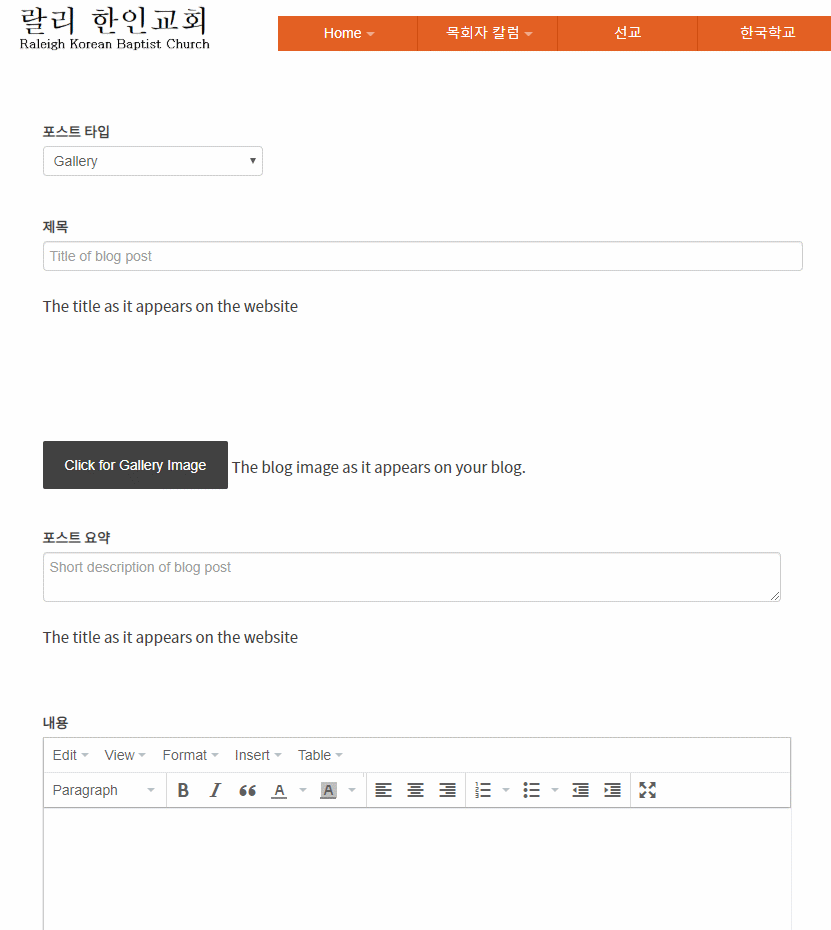 랄리 한인교회
Raleigh Korean Baptist Church
Home 목회자 칼럼 선교 한국학교
포스트 타입
Gallery
제목
Title of blog post
The title as it appears on the website
Click for Gallery Image The blog image as it appears on your blog.
포스트 요약
Short description of blog post
The title as it appears on the website
내용
Edit View Format Insert Table
Paragraph B I A A